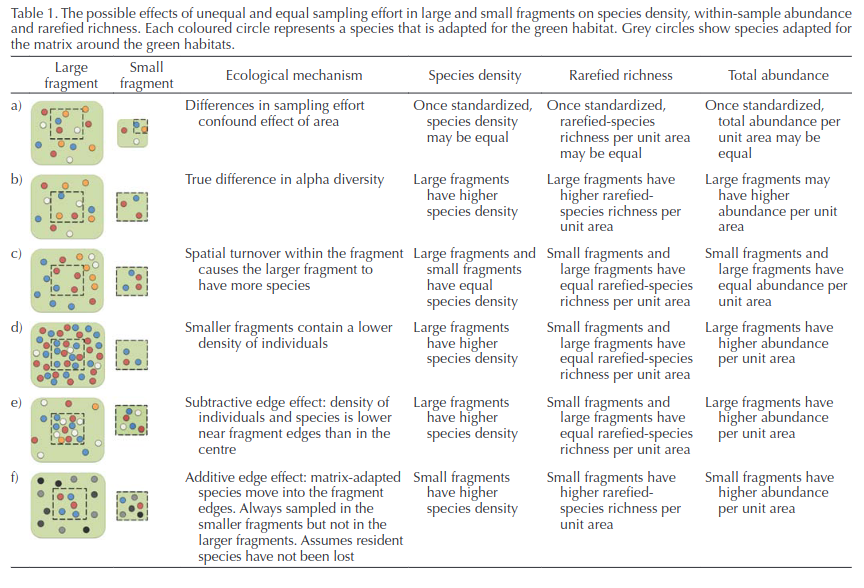 Table 1. The possible effects of unequal and equal sampling effort in large and small fragments on species density, within-sample abundance
and rarefied richness. Each coloured circle represents a species that is adapted for the green habitat. Grey circles show species adapted for
the matrix around the green habitats.
Large fragment
Small fragment
Ecological mechanism
Species density
Rarefied richness
Total abundance
a)
Differences in sampling effort
confound effect of area
Once standardized,
species density
may be equal
Once standardized,
rarefied-species
richness per unit area
may be equal
Once standardized,
total abundance per
unit area may be
equal
b)
True difference in alpha diversity
Large fragments
have higher
species density
Large fragments have
higher rarefied-
species richness per
unit area
Large fragments may
have higher
abundance per unit
area
c)
Spatial turnover within the fragment
causes the larger fragment to
have more species
Large fragments and
small fragments
have equal
species density
Small fragments and
large fragments have
equal rarefied-species
richness per unit area
Small fragments and
large fragments have
equal abundance per
unit area
d)
Smaller fragments contain a lower
density of individuals
Large fragments
have higher
species density
Small fragments and
large fragments have
equal rarefied-species
richness per unit area
Large fragments have
higher abundance
per unit area
e)
Subtractive edge effect: density of
individuals and species is lower
near fragment edges than in the
centre
Large fragments
have higher
species density
Small fragments and
large fragments have
equal rarefied-species
richness per unit area
Large fragments have
higher abundance
per unit area
f)
Additive edge effect: matrix-adapted
species move into the fragment
edges. Always sampled in the
smaller fragments but not in the
larger fragments. Assumes resident
species have not been lost
Small fragments
have higher
species density
Small fragments have
higher rarefied-
species richness per
unit area
Small fragments have
higher abundance
per unit area